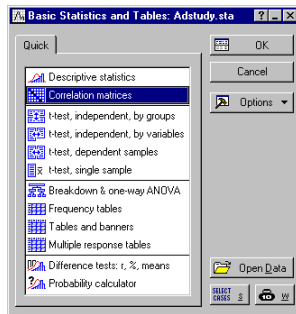 Basic Statistics and Tables: Adstudy.sta
Quick
OK
Cancel
Options
Descriptive statistics
Correlation matrices
t-test, independent, by groups
t-test, independent, by variables
t-test, dependent samples
t-test, single sample
Breakdown & one-way ANOVA
Frequency tables
Tables and banners
Multiple response tables
Difference tests: r, %, means
Probability calculator
Open Data
SELECT CASES S W